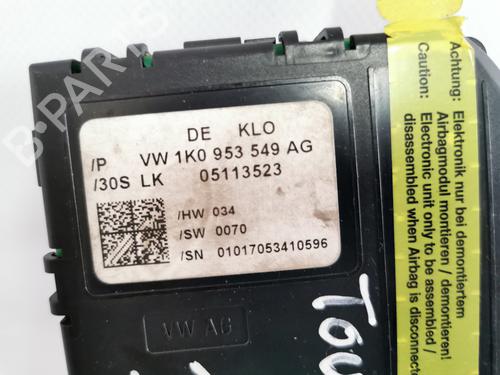 B-PARTS
DE KLO
/P VW 1K0 953 549 AG
/30S LK 05113523
/HW 034
/SW 0070
/SN 01017053410596
VW AG
Achtung: Elektronik nur bei demontiertem
Airbagmodul montieren / demontieren!
Caution: Electronic unit only to be assembled /
disassembled when Airbag is disconnec